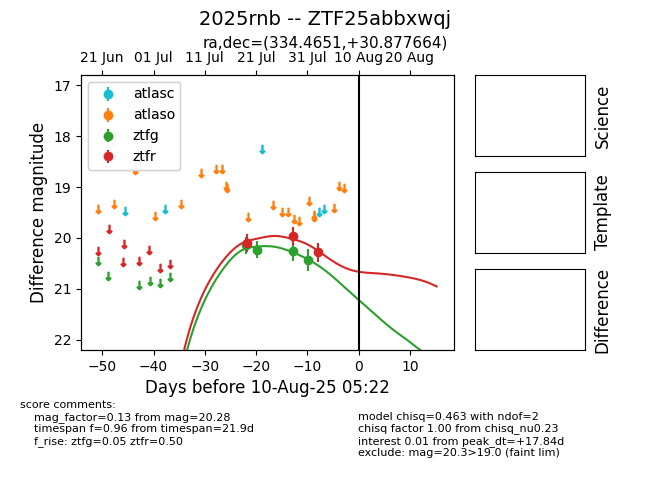 2025rnb -- ZTF25abbxwqj
ra,dec=(334.4651,+30.877664)
21 Jun 01 Jul 11 Jul 21 Jul 31 Jul 10 Aug 20 Aug
17
18
19
20
21
22
Difference magnitude
atlasc
atlaso
ztfg
ztfr
−50 −40 −30 −20 −10 0 10
Days before 10-Aug-25 05:22
Science
Template
Difference
score comments:
mag_factor=0.13 from mag=20.28
timespan f=0.96 from timespan=21.9d
f_rise: ztfg=0.05 ztfr=0.50
model chisq=0.463 with ndof=2
chisq factor 1.00 from chisq_nu0.23
interest 0.01 from peak_dt=+17.84d
exclude: mag=20.3>19.0 (faint lim)